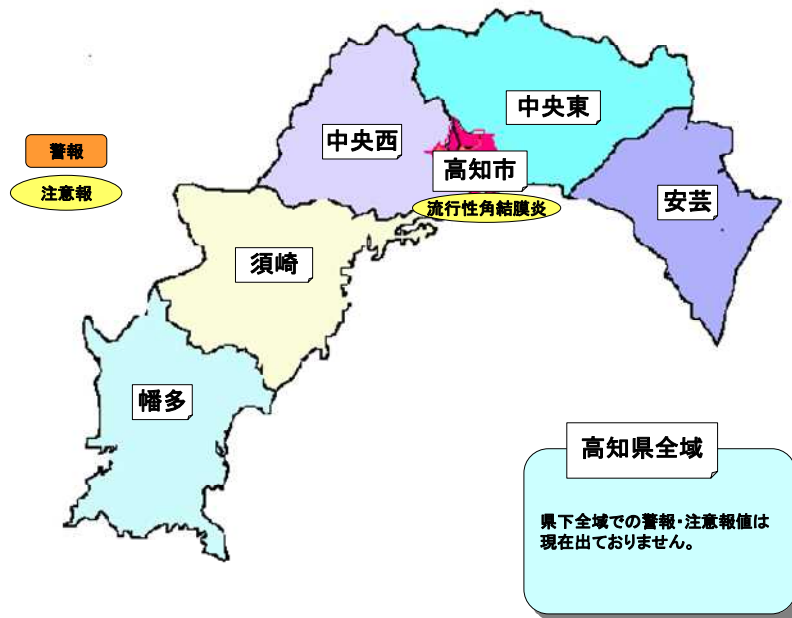 中央東
中央西
警報
高知市
注意報
安芸
流行性角結膜炎
須崎
幡多
高知県全域
県下全域での警報・注意報値は
現在出ておりません。